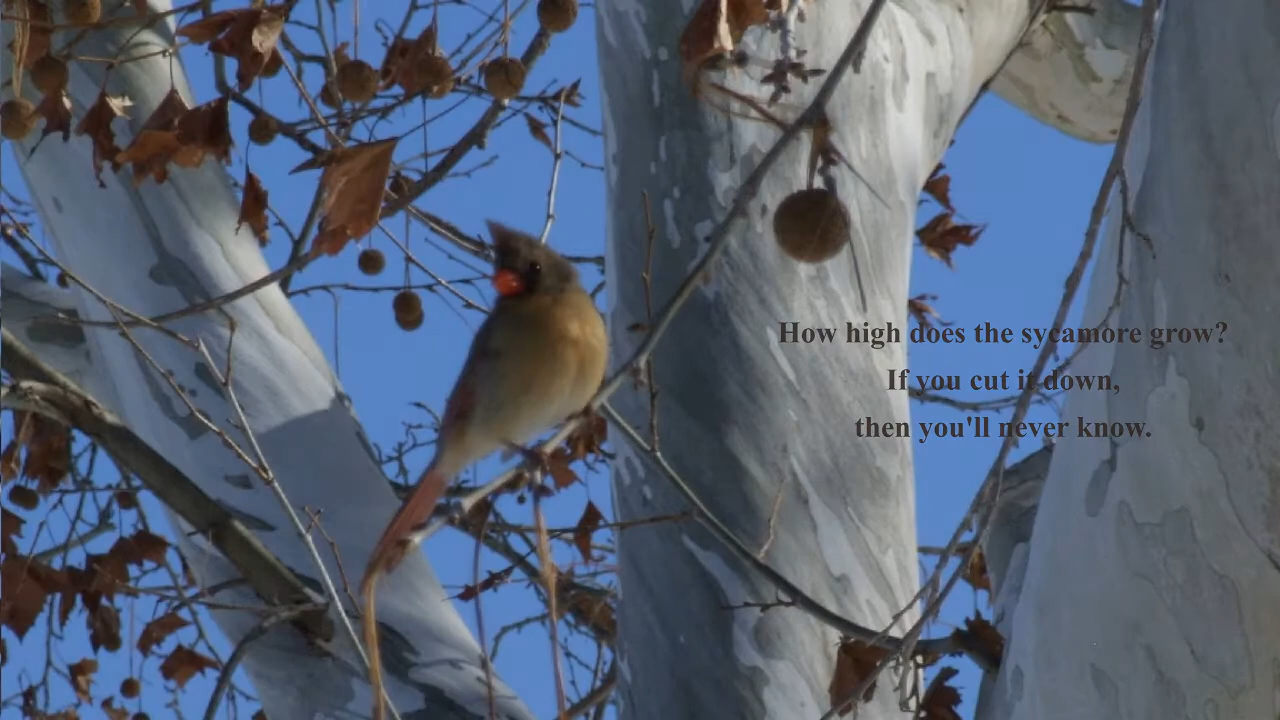 How high does the sycamore grow?
If you cut it down,
then you'll never know.